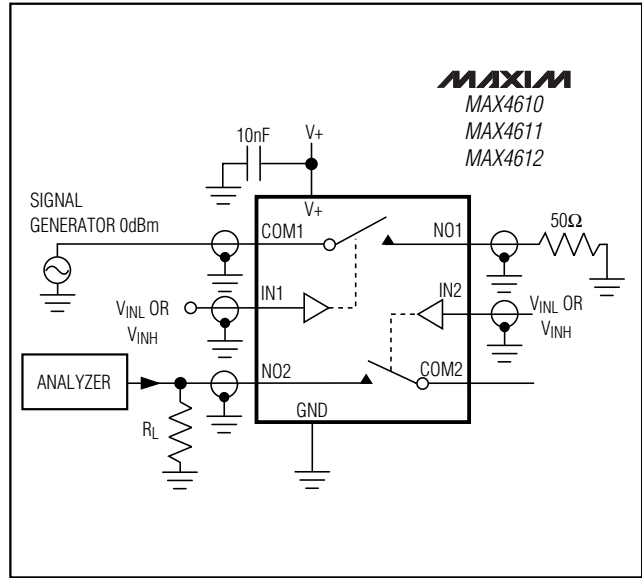 MAXIM
MAX4610
MAX4611
MAX4612
10nF
V+
V+
SIGNAL
GENERATOR 0dBm
COM1
NO1
50Ω
IN1
IN2
VINL OR
VINH
VINL OR
VINH
ANALYZER
NO2
COM2
RL
GND